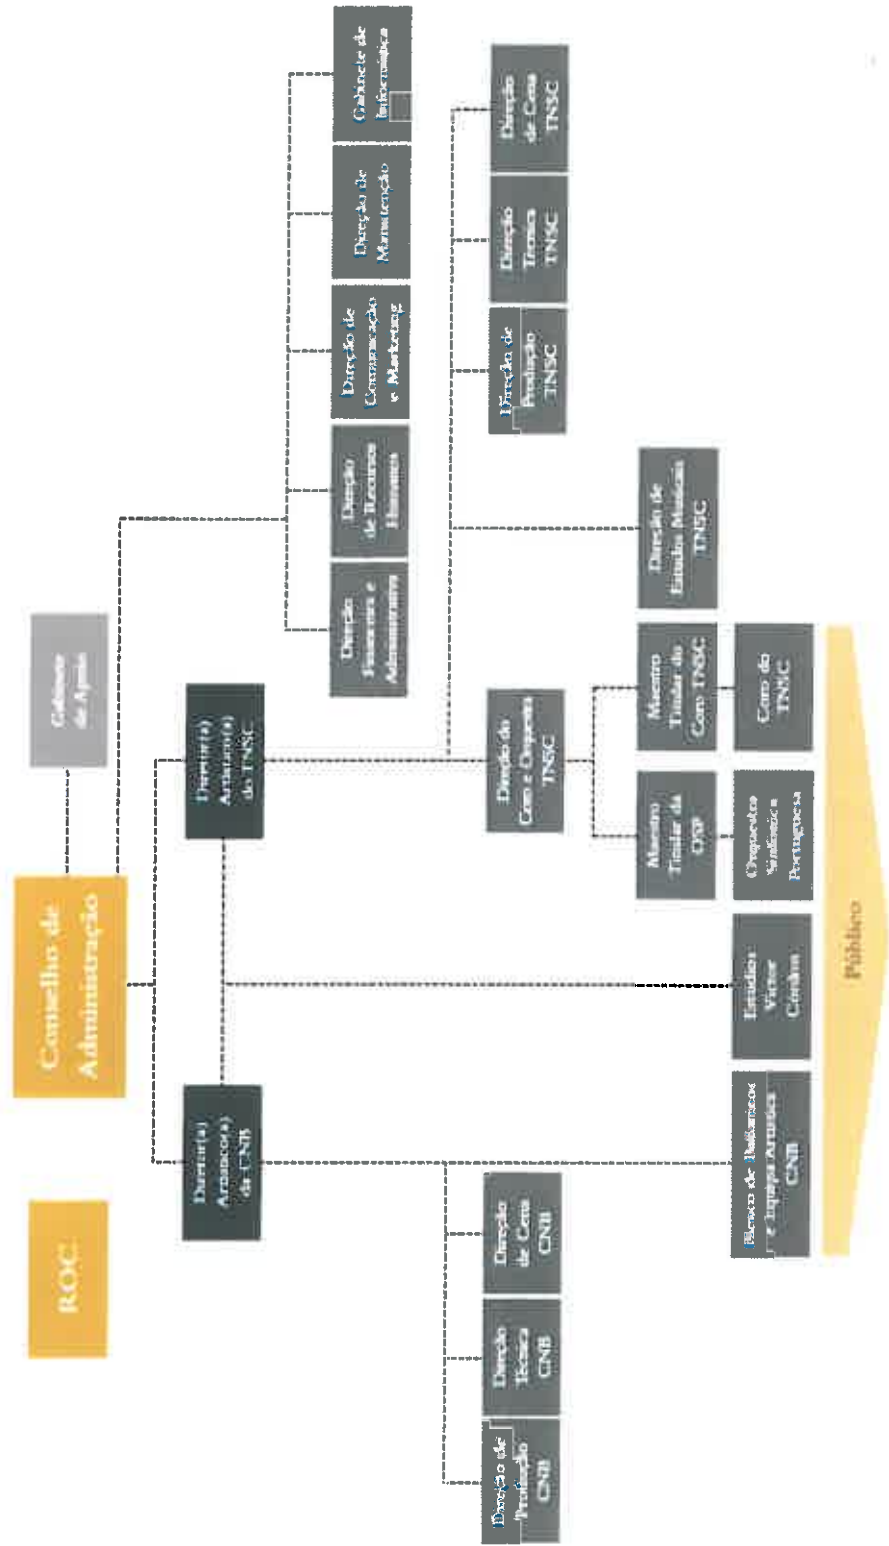 ROC
Conselho de
Administração
Gabinete
de Apoio
Diretor(a)
Artístico(a)
da CNB
Diretor(a)
Artístico(a)
do TNSC
Direção
Financeira e
Administrativa
Direção
de Recursos
Humanos
Direção de
Comunicação
e Marketing
Direção de
Manutenção
Gabinete de
Informática
Direção de
Produção
CNB
Direção
Técnica
CNB
Direção
de Cena
CNB
Direção do
Coro e Orquestra
TNSC
Direção de
Produção
TNSC
Direção
Técnica
TNSC
Direção
de Cena
TNSC
Maestro
Titular da
OSP
Maestro
Titular do
Coro TNSC
Direção de
Estudos Musicais
TNSC
Elenco de Bailarinos
e Equipa Artística
CNB
Estúdios
Victor
Córdon
Orquestra
Sinfónica
Portuguesa
Coro do
TNSC
Público